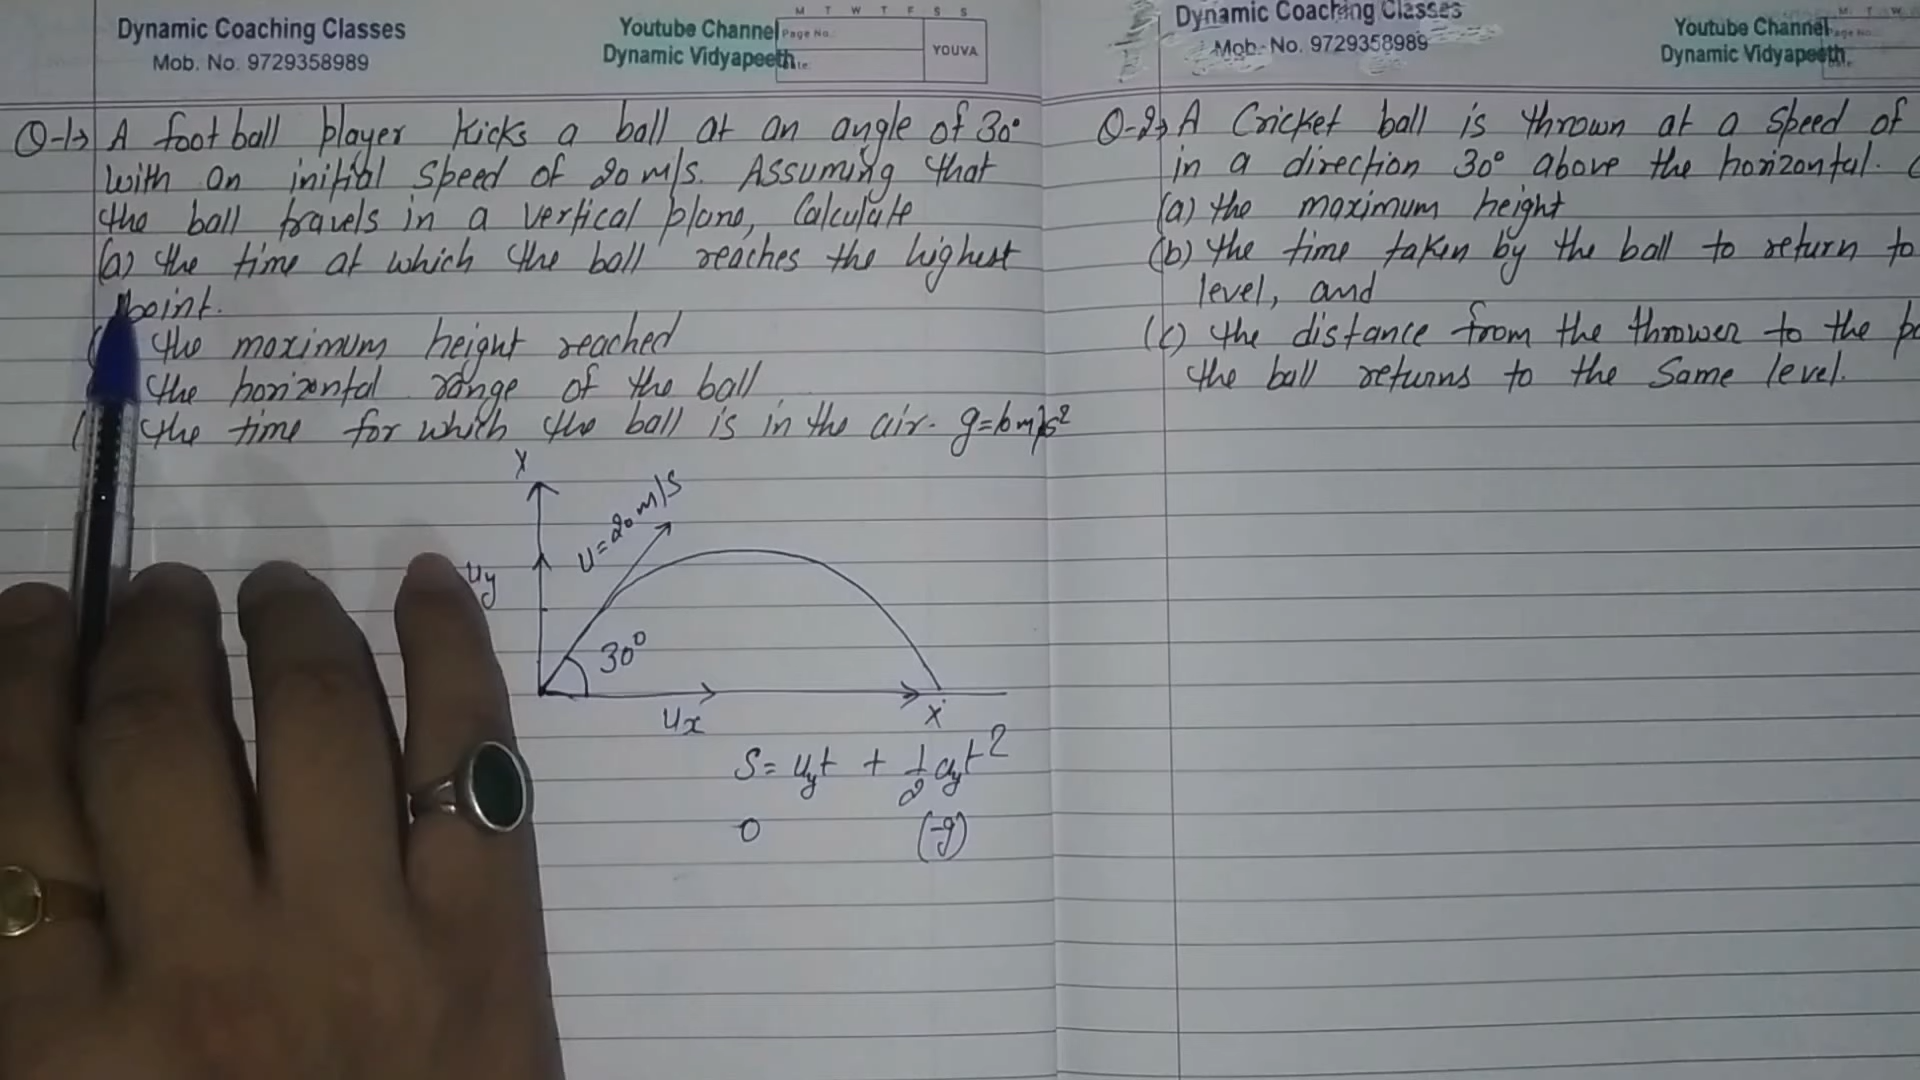 Dynamic Coaching Classes
Mob. No. 9729358989
Youtube Channel
Dynamic Vidyapeeth
M T W T F S S
Page No.:
YOUVA
Q-1→ A football player kicks a ball at an angle of 30°
with an initial speed of 20 m/s. Assuming that
the ball travels in a vertical plane, Calculate
(a) the time at which the ball reaches the highest
point.
the maximum height reached
the horizontal range of the ball
the time for which the ball is in the air. g=10m/s²
Y
U=20m/s
Uy
30°
Ux
X
S= Uyt + 1/2 ayt²
0 (-g)
Dynamic Coaching Classes
Mob. No. 9729358989
Youtube Channel
Dynamic Vidyapeeth
M T W
Page No.:
Q-2→ A Cricket ball is thrown at a speed of
in a direction 30° above the horizontal.
(a) the maximum height
(b) the time taken by the ball to return to
level, and
(c) the distance from the thrower to the
the ball returns to the Same level.